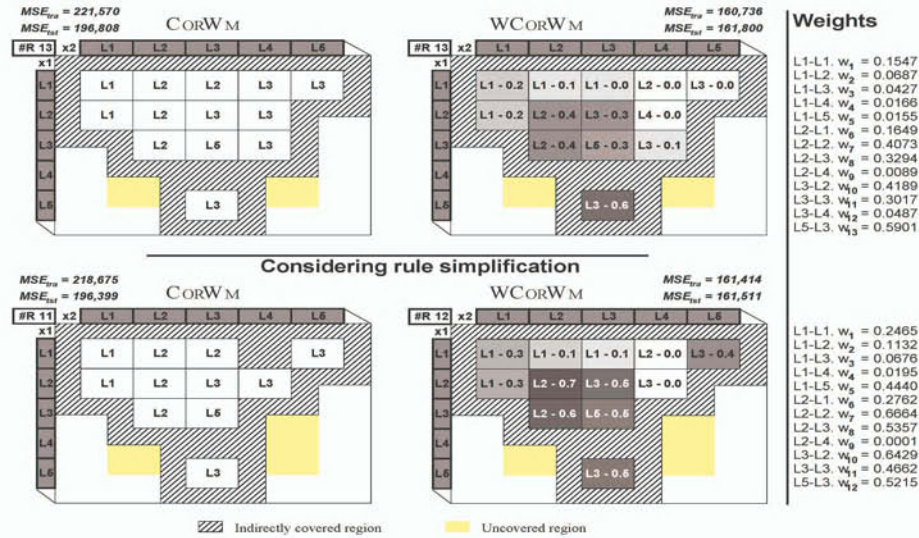 MSEtra = 221,570
MSEtst = 196,808
CORWM
WCORWM
MSEtra = 160,736
MSEtst = 161,800
Weights
#R 13 x2 L1 L2 L3 L4 L5
x1
L1 L1 L2 L3 L3 L3
L2 L1 L2 L3 L3
L3 L2 L5 L3
L4
L5 L3
#R 13 x2 L1 L2 L3 L4 L5
x1
L1 L1 - 0.2 L1 - 0.1 L1 - 0.0 L2 - 0.0 L3 - 0.0
L2 L1 - 0.2 L2 - 0.4 L3 - 0.3 L4 - 0.0
L3 L2 - 0.4 L5 - 0.3 L3 - 0.1
L4
L5 L3 - 0.6
L1-L1. w1 = 0.1547
L1-L2. w2 = 0.0687
L1-L3. w3 = 0.0427
L1-L4. w4 = 0.0166
L1-L5. w5 = 0.0155
L2-L1. w6 = 0.1649
L2-L2. w7 = 0.4073
L2-L3. w8 = 0.3294
L2-L4. w9 = 0.0089
L3-L2. w10 = 0.4189
L3-L3. w11 = 0.3017
L3-L4. w12 = 0.0487
L5-L3. w13 = 0.5901
Considering rule simplification
MSEtra = 218,675
MSEtst = 196,399
CORWM
WCORWM
MSEtra = 161,414
MSEtst = 161,511
#R 11 x2 L1 L2 L3 L4 L5
x1
L1 L1 L2 L3 L3
L2 L1 L2 L3 L3
L3 L2 L5
L4
L5 L3
#R 12 x2 L1 L2 L3 L4 L5
x1
L1 L1 - 0.3 L1 - 0.1 L1 - 0.1 L2 - 0.0 L3 - 0.4
L2 L1 - 0.3 L2 - 0.7 L3 - 0.5 L3 - 0.0
L3 L2 - 0.6 L5 - 0.5
L4
L5 L3 - 0.5
L1-L1. w1 = 0.2465
L1-L2. w2 = 0.1132
L1-L3. w3 = 0.0676
L1-L4. w4 = 0.0195
L1-L5. w5 = 0.4440
L2-L1. w6 = 0.2762
L2-L2. w7 = 0.6664
L2-L3. w8 = 0.5357
L2-L4. w9 = 0.0001
L3-L2. w10 = 0.6429
L3-L3. w11 = 0.4662
L5-L3. w12 = 0.5215
Indirectly covered region
Uncovered region